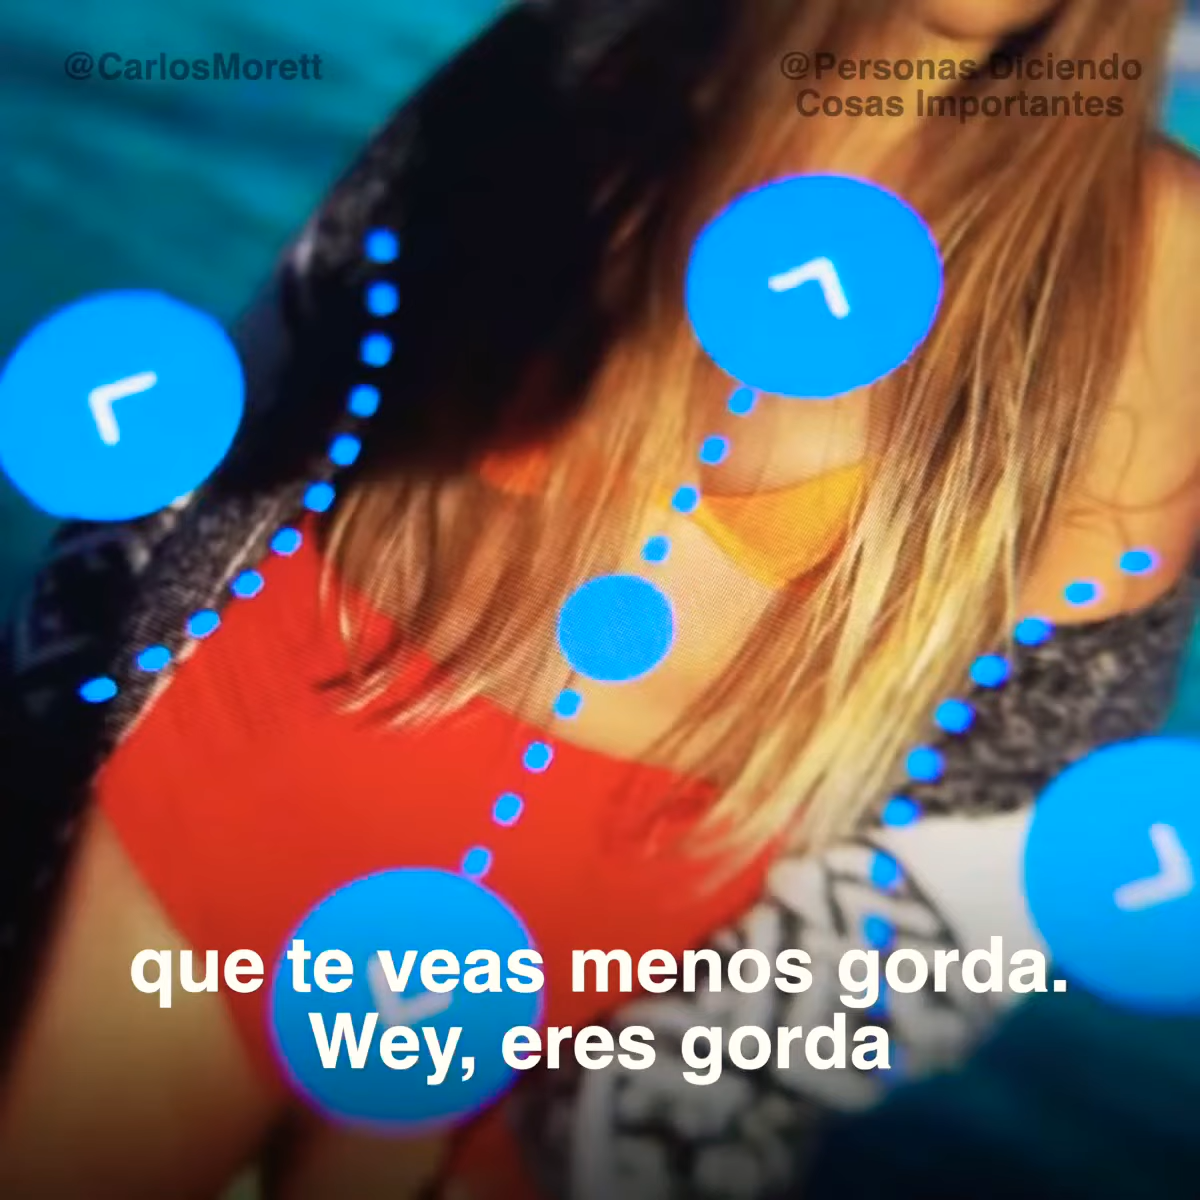 @CarlosMorett
@Personas Diciendo
Cosas Importantes
que te veas menos gorda.
Wey, eres gorda